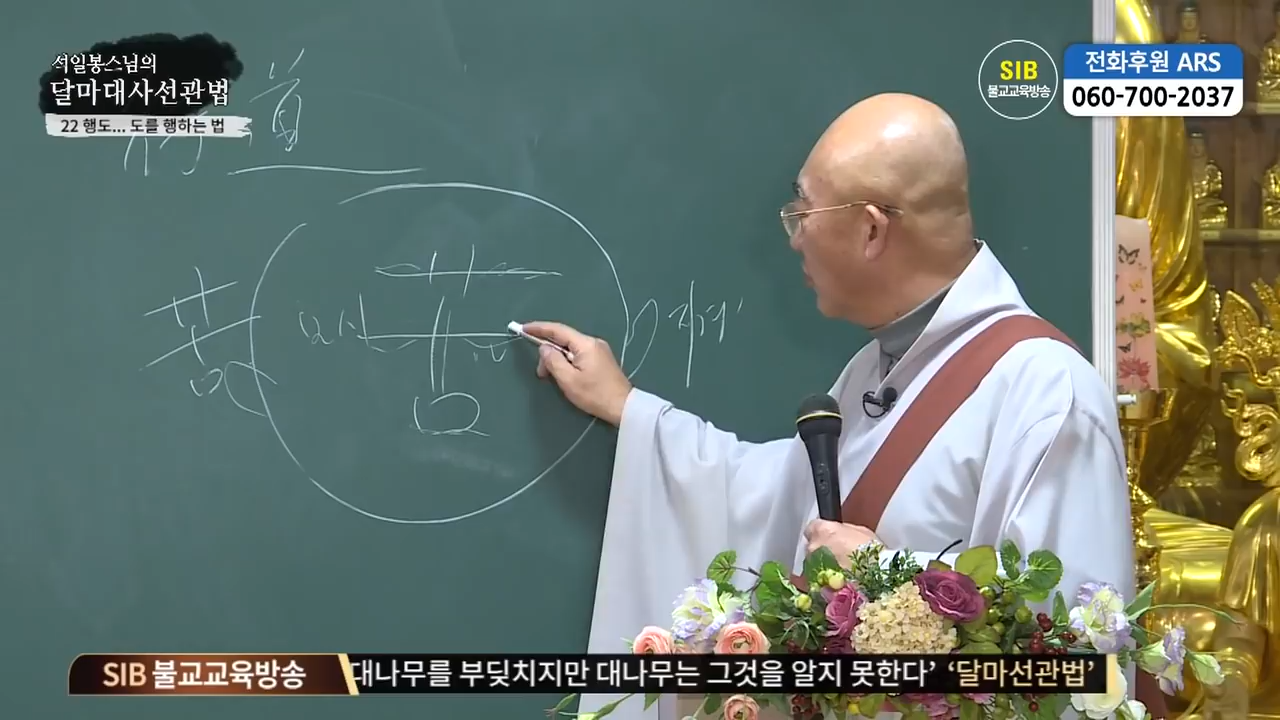 석일봉스님의
달마대사선관법
22 행도... 도를 행하는 법
SIB
불교교육방송
전화후원 ARS
060-700-2037
行道
苦
SIB 불교교육방송
대나무를 부딪치지만 대나무는 그것을 알지 못한다’ ‘달마선관법’